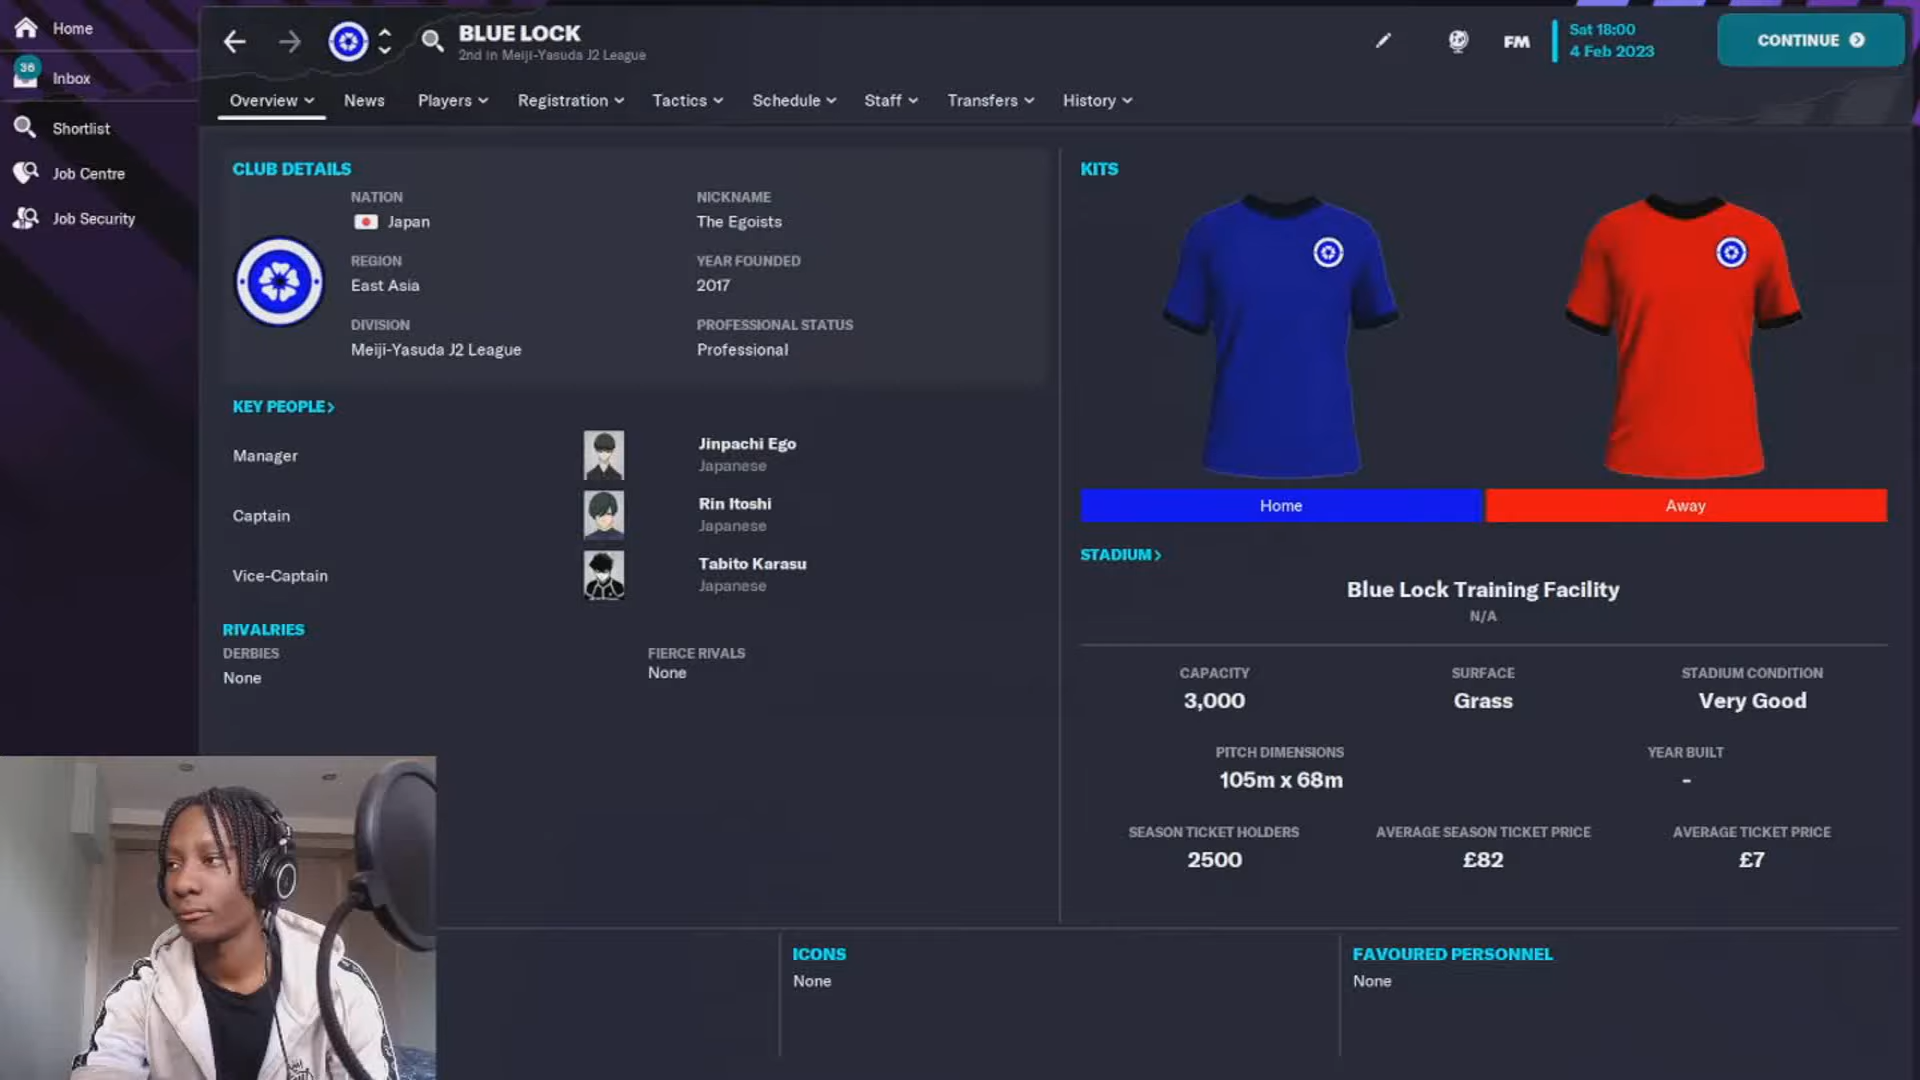 Home
36
Inbox
Shortlist
Job Centre
Job Security
BLUE LOCK
2nd in Meiji-Yasuda J2 League
FM
Sat 18:00
4 Feb 2023
CONTINUE
Overview
News
Players
Registration
Tactics
Schedule
Staff
Transfers
History
CLUB DETAILS
NATION
Japan
NICKNAME
The Egoists
REGION
East Asia
YEAR FOUNDED
2017
DIVISION
Meiji-Yasuda J2 League
PROFESSIONAL STATUS
Professional
KEY PEOPLE
Manager
Jinpachi Ego
Japanese
Captain
Rin Itoshi
Japanese
Vice-Captain
Tabito Karasu
Japanese
RIVALRIES
DERBIES
None
FIERCE RIVALS
None
KITS
Home
Away
STADIUM
Blue Lock Training Facility
N/A
CAPACITY
3,000
SURFACE
Grass
STADIUM CONDITION
Very Good
PITCH DIMENSIONS
105m x 68m
YEAR BUILT
-
SEASON TICKET HOLDERS
2500
AVERAGE SEASON TICKET PRICE
£82
AVERAGE TICKET PRICE
£7
ICONS
None
FAVOURED PERSONNEL
None